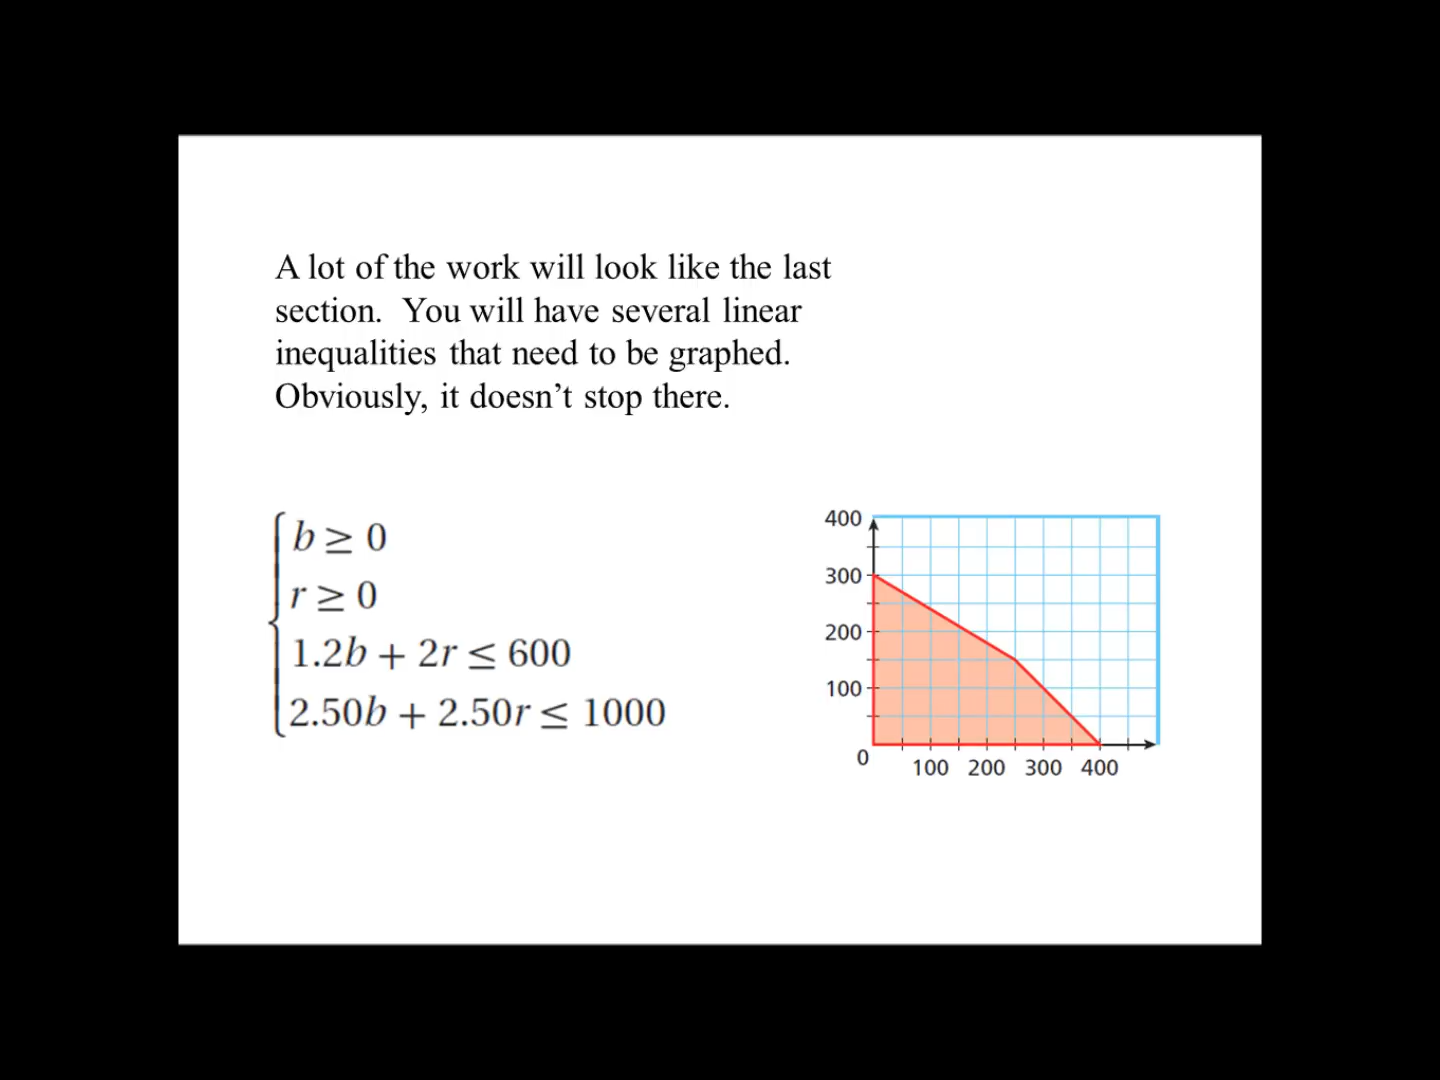 A lot of the work will look like the last
section.  You will have several linear
inequalities that need to be graphed.
Obviously, it doesn’t stop there.
b ≥ 0
r ≥ 0
1.2b + 2r ≤ 600
2.50b + 2.50r ≤ 1000
400
300
200
100
0
100 200 300 400